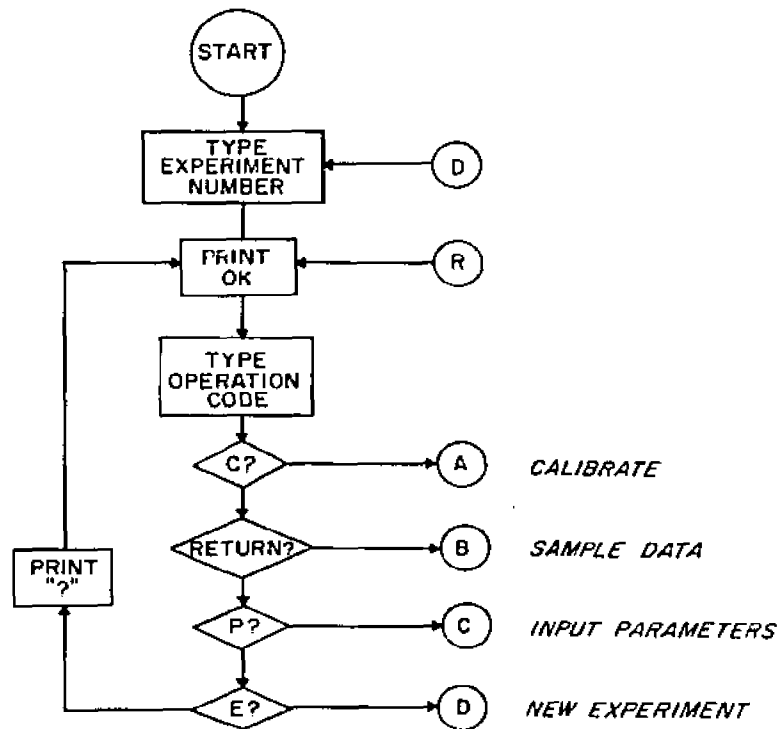 START
TYPE
EXPERIMENT
NUMBER
D
PRINT
OK
R
TYPE
OPERATION
CODE
C?
A
CALIBRATE
RETURN?
B
SAMPLE DATA
PRINT
"?"
P?
C
INPUT PARAMETERS
E?
D
NEW EXPERIMENT